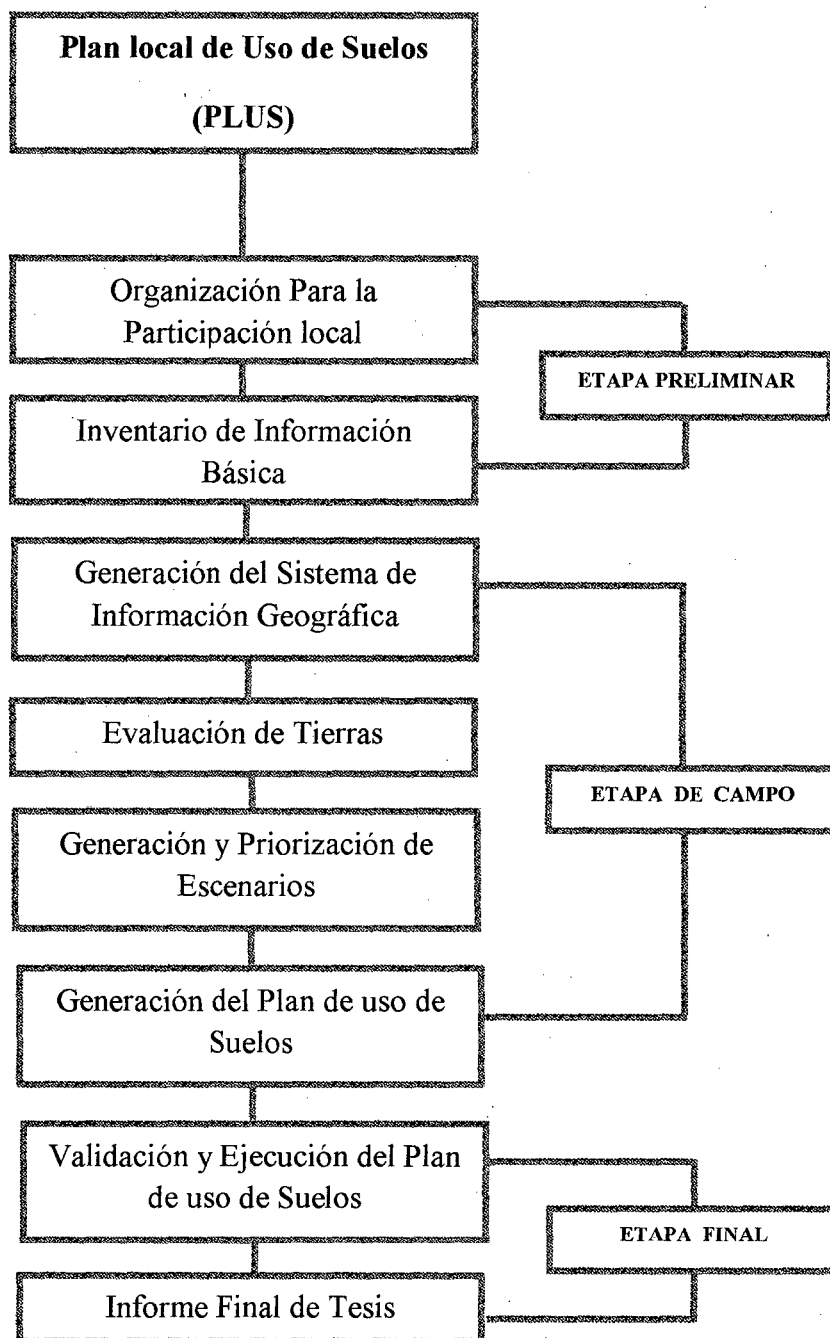 Plan local de Uso de Suelos
(PLUS)
Organización Para la
Participación local
ETAPA PRELIMINAR
Inventario de Información
Básica
Generación del Sistema de
Información Geográfica
Evaluación de Tierras
ETAPA DE CAMPO
Generación y Priorización de
Escenarios
Generación del Plan de uso de
Suelos
Validación y Ejecución del Plan
de uso de Suelos
ETAPA FINAL
Informe Final de Tesis